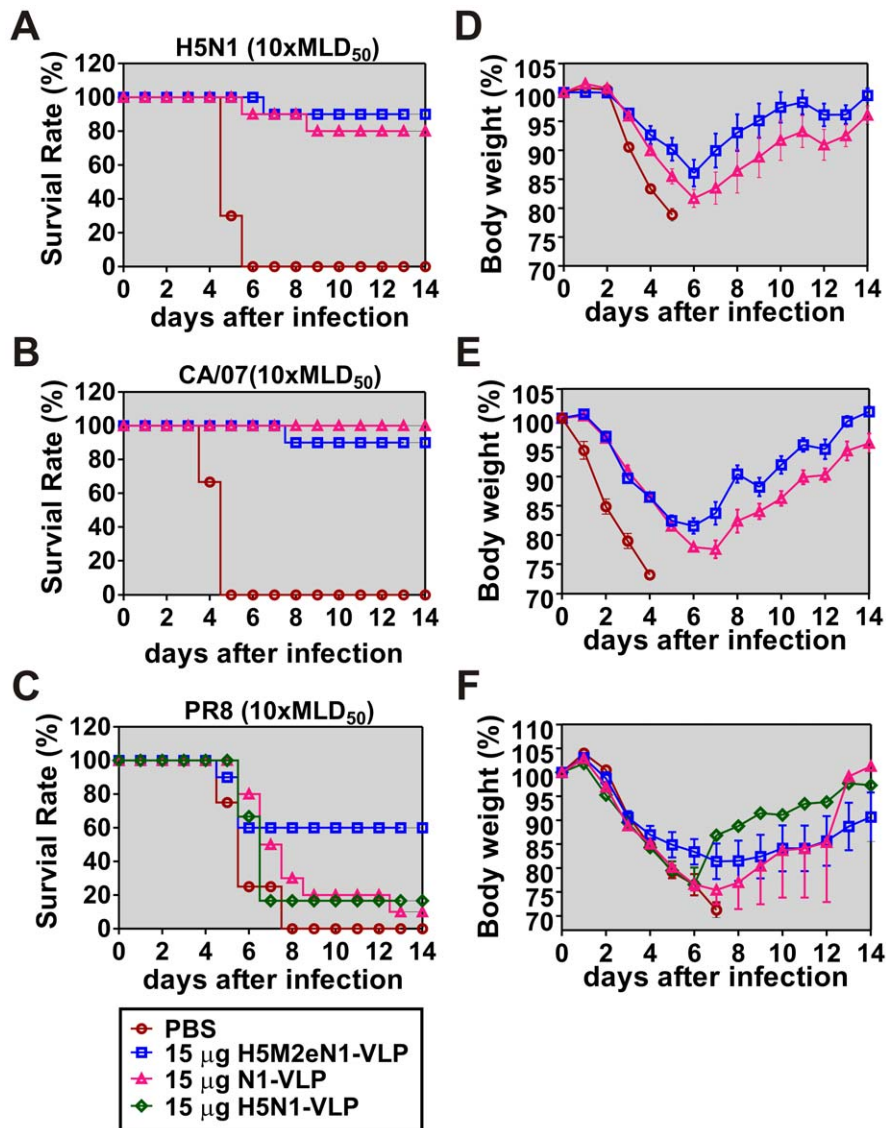 A
H5N1 (10xMLD50)
Survial Rate (%)
120
100
80
60
40
20
0
0 2 4 6 8 10 12 14
days after infection
D
Body weight (%)
105
100
95
90
85
80
75
70
0 2 4 6 8 10 12 14
days after infection
B
CA/07(10xMLD50)
Survial Rate (%)
120
100
80
60
40
20
0
0 2 4 6 8 10 12 14
days after infection
E
Body weight (%)
105
100
95
90
85
80
75
70
0 2 4 6 8 10 12 14
days after infection
C
PR8 (10xMLD50)
Survial Rate (%)
120
100
80
60
40
20
0
0 2 4 6 8 10 12 14
days after infection
F
Body weight (%)
110
105
100
95
90
85
80
75
70
0 2 4 6 8 10 12 14
days after infection
PBS
15 μg H5M2eN1-VLP
15 μg N1-VLP
15 μg H5N1-VLP